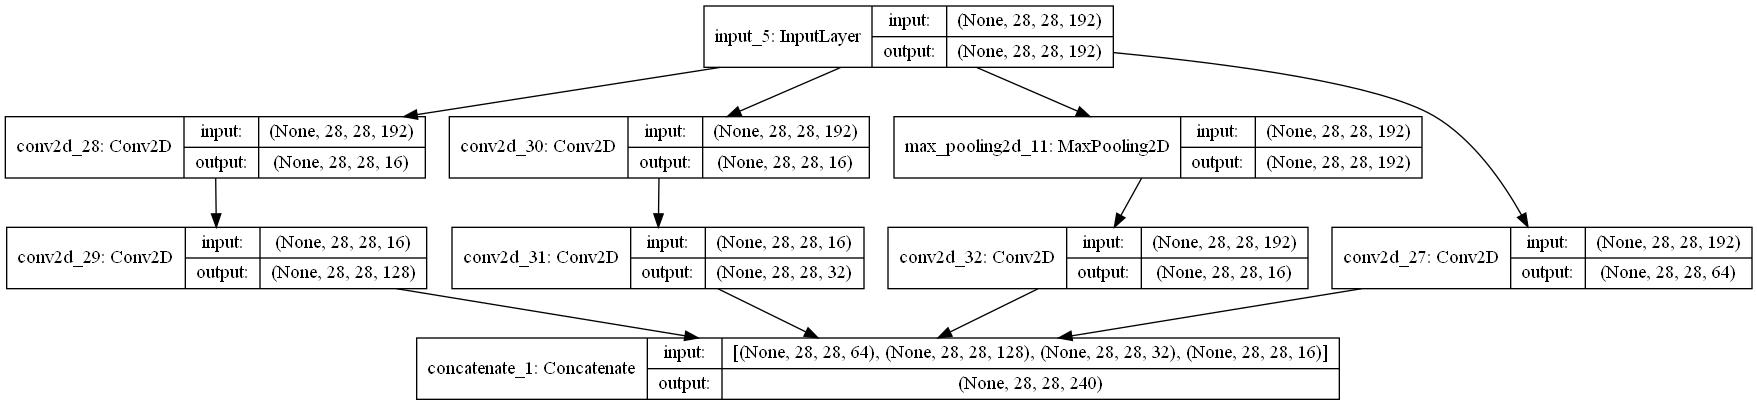 input_5: InputLayer
input: (None, 28, 28, 192)
output: (None, 28, 28, 192)
conv2d_28: Conv2D
input: (None, 28, 28, 192)
output: (None, 28, 28, 16)
conv2d_30: Conv2D
input: (None, 28, 28, 192)
output: (None, 28, 28, 16)
max_pooling2d_11: MaxPooling2D
input: (None, 28, 28, 192)
output: (None, 28, 28, 192)
conv2d_29: Conv2D
input: (None, 28, 28, 16)
output: (None, 28, 28, 128)
conv2d_31: Conv2D
input: (None, 28, 28, 16)
output: (None, 28, 28, 32)
conv2d_32: Conv2D
input: (None, 28, 28, 192)
output: (None, 28, 28, 16)
conv2d_27: Conv2D
input: (None, 28, 28, 192)
output: (None, 28, 28, 64)
concatenate_1: Concatenate
input: [(None, 28, 28, 64), (None, 28, 28, 128), (None, 28, 28, 32), (None, 28, 28, 16)]
output: (None, 28, 28, 240)